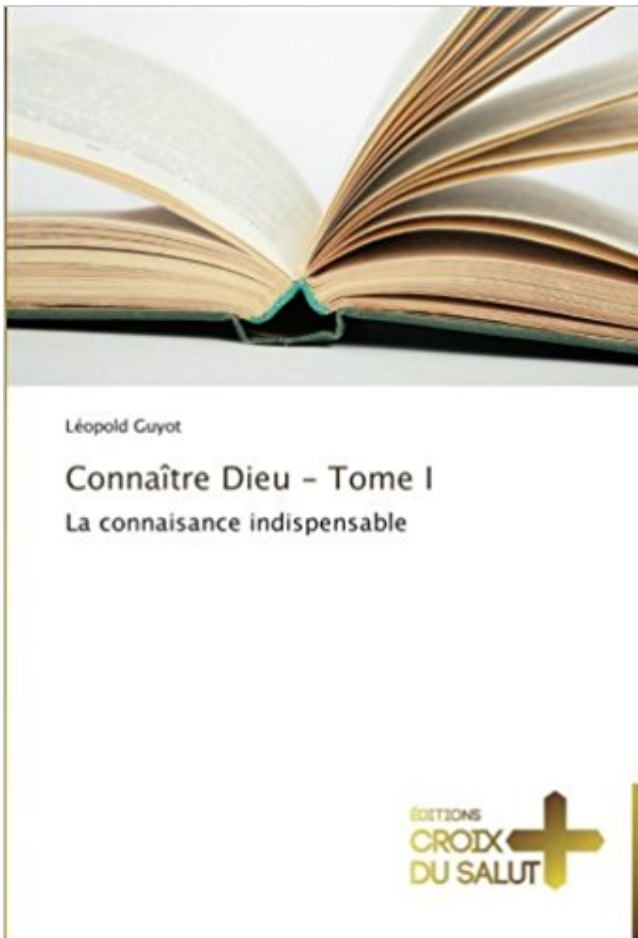 Léopold Guyot
Connaître Dieu – Tome I
La connaisance indispensable
ÉDITIONS
CROIX
DU SALUT